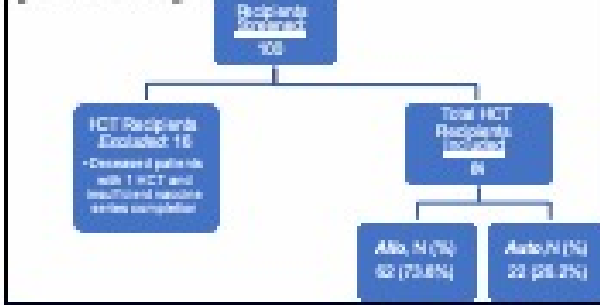 Recipients
Screened
100
HCT Recipients
Excluded: 16
•Deceased patients
with 1 HCT and
insufficient vaccine
series completion
Total HCT
Recipients
Included
84
Allo, N (%)
62 (73.8%)
Auto,N (%)
22 (26.2%)